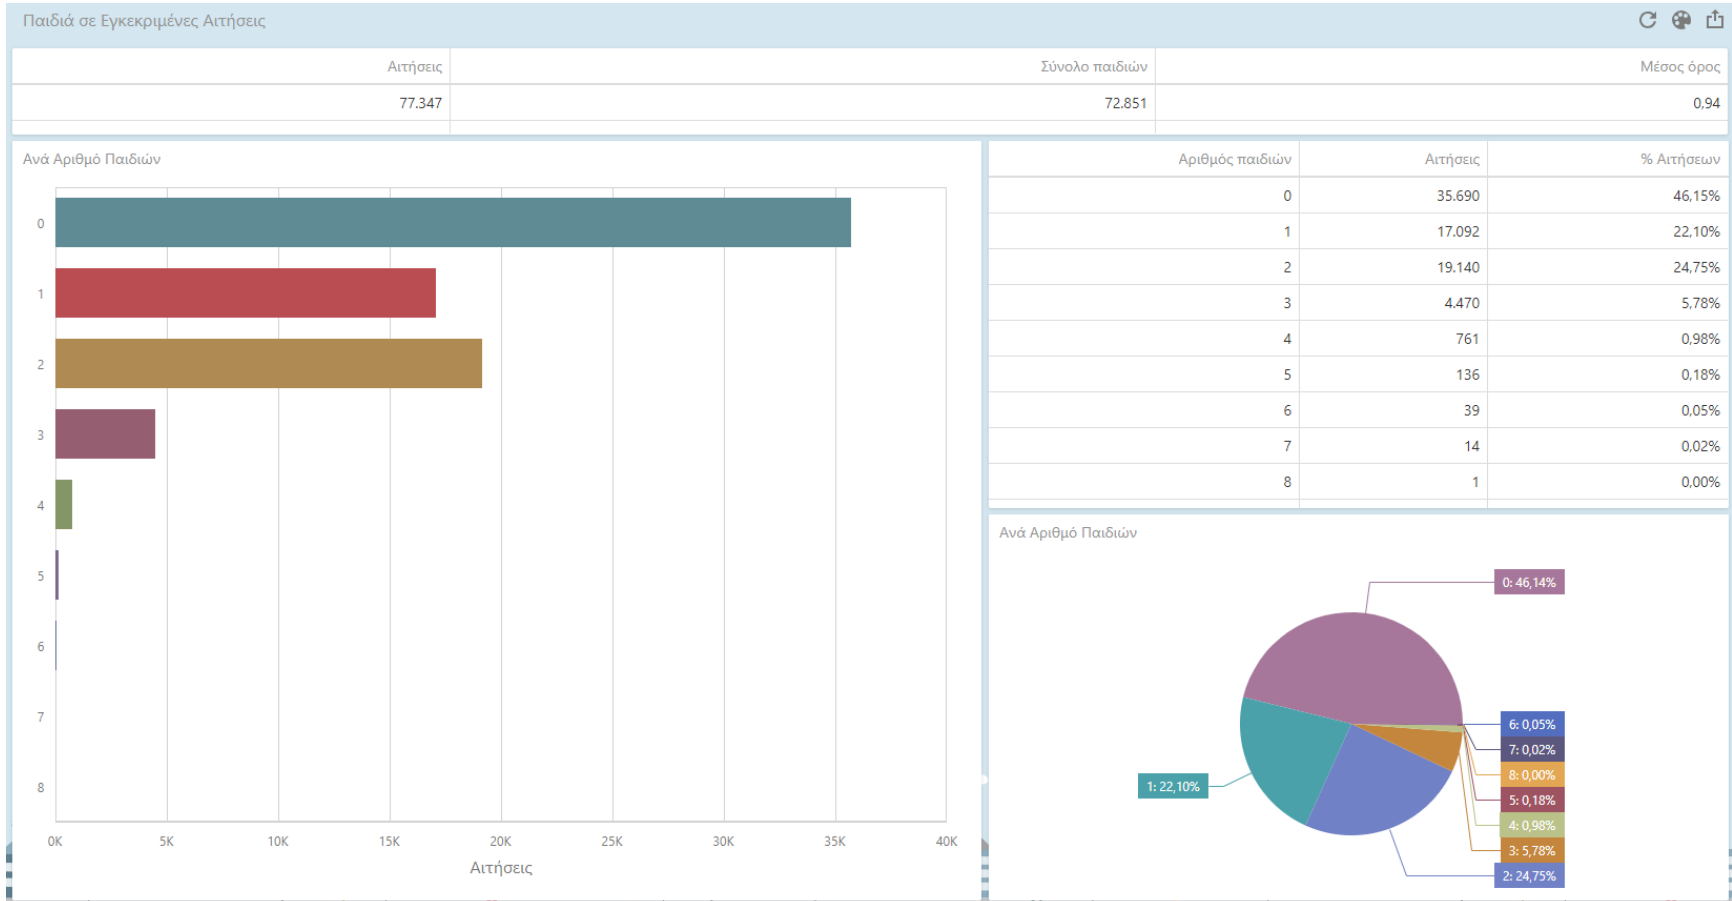 Παιδιά σε Εγκεκριμένες Αιτήσεις
Αιτήσεις Σύνολο παιδιών Μέσος όρος
77.347 72.851 0,94
Ανά Αριθμό Παιδιών
0
1
2
3
4
5
6
7
8
0K 5K 10K 15K 20K 25K 30K 35K 40K
Αιτήσεις
Αριθμός παιδιών Αιτήσεις % Αιτήσεων
0 35.690 46,15%
1 17.092 22,10%
2 19.140 24,75%
3 4.470 5,78%
4 761 0,98%
5 136 0,18%
6 39 0,05%
7 14 0,02%
8 1 0,00%
Ανά Αριθμό Παιδιών
0: 46,14%
6: 0,05%
7: 0,02%
8: 0,00%
1: 22,10%
5: 0,18%
4: 0,98%
3: 5,78%
2: 24,75%